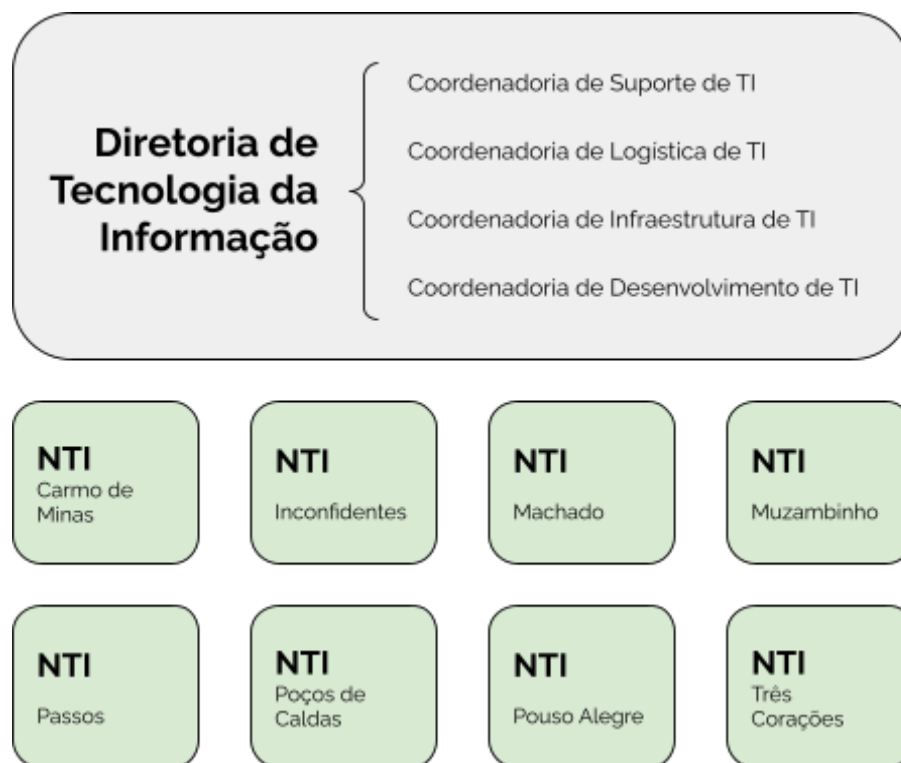 Diretoria de
Tecnologia da
Informação
Coordenadoria de Suporte de TI
Coordenadoria de Logistica de TI
Coordenadoria de Infraestrutura de TI
Coordenadoria de Desenvolvimento de TI
NTI
Carmo de
Minas
NTI
Inconfidentes
NTI
Machado
NTI
Muzambinho
NTI
Passos
NTI
Poços de
Caldas
NTI
Pouso Alegre
NTI
Três
Corações